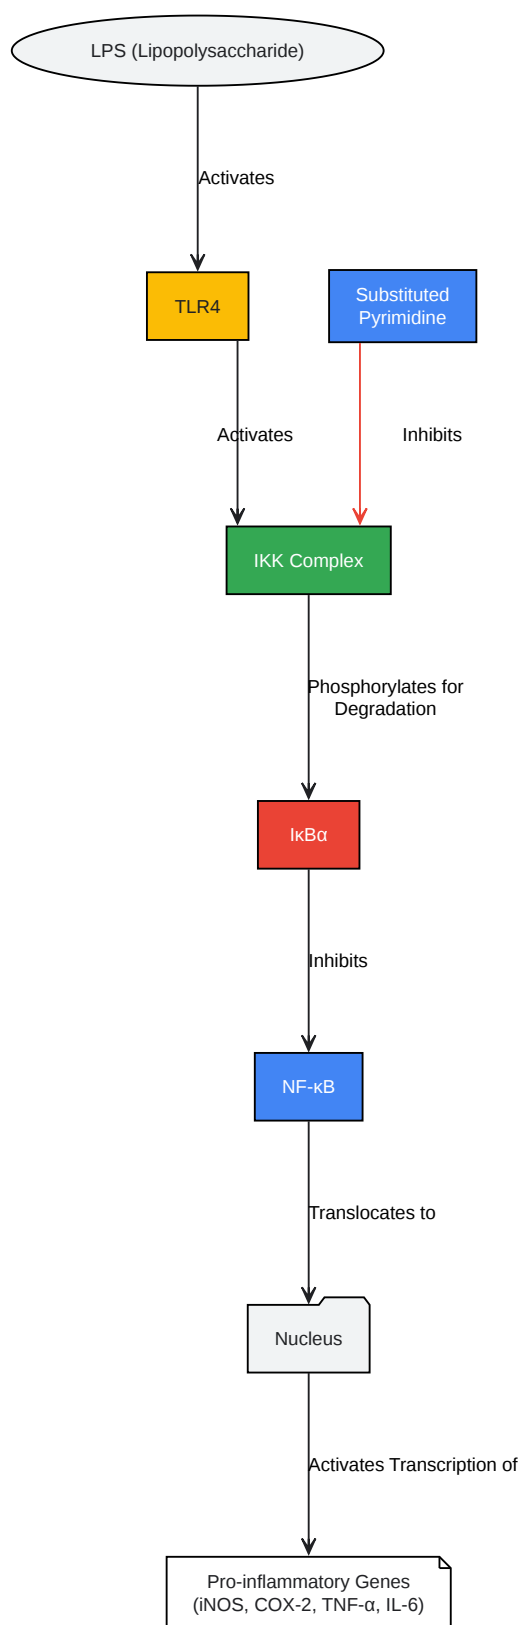 LPS (Lipopolysaccharide)
Activates
TLR4
Substituted
Pyrimidine
Activates
Inhibits
IKK Complex
Phosphorylates for
Degradation
IκBα
Inhibits
NF-κB
Translocates to
Nucleus
Activates Transcription of
Pro-inflammatory Genes
(iNOS, COX-2, TNF-α, IL-6)